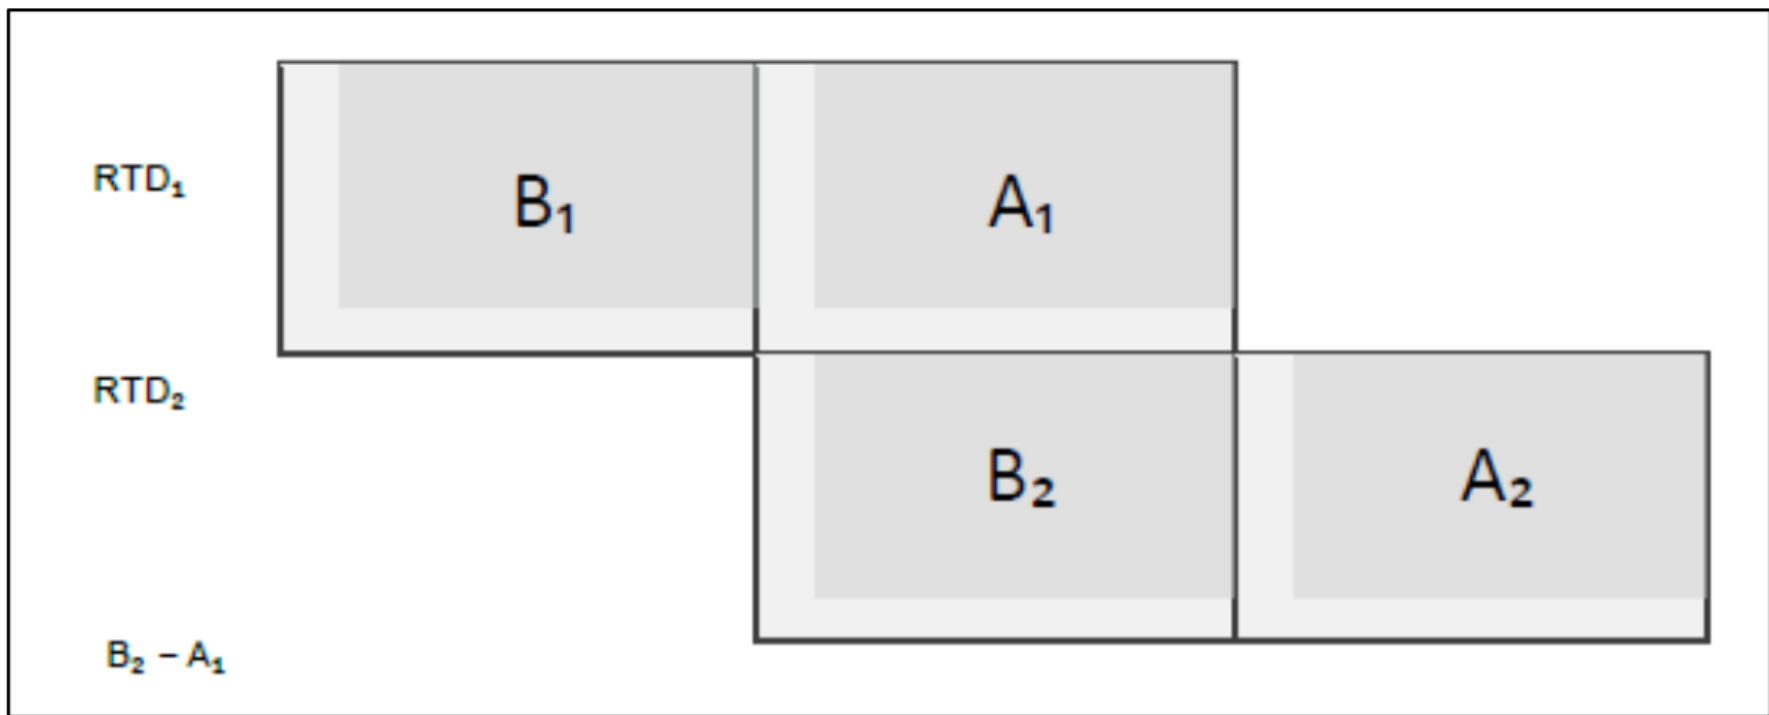 RTD₁
B₁ A₁
RTD₂
B₂ A₂
B₂ – A₁